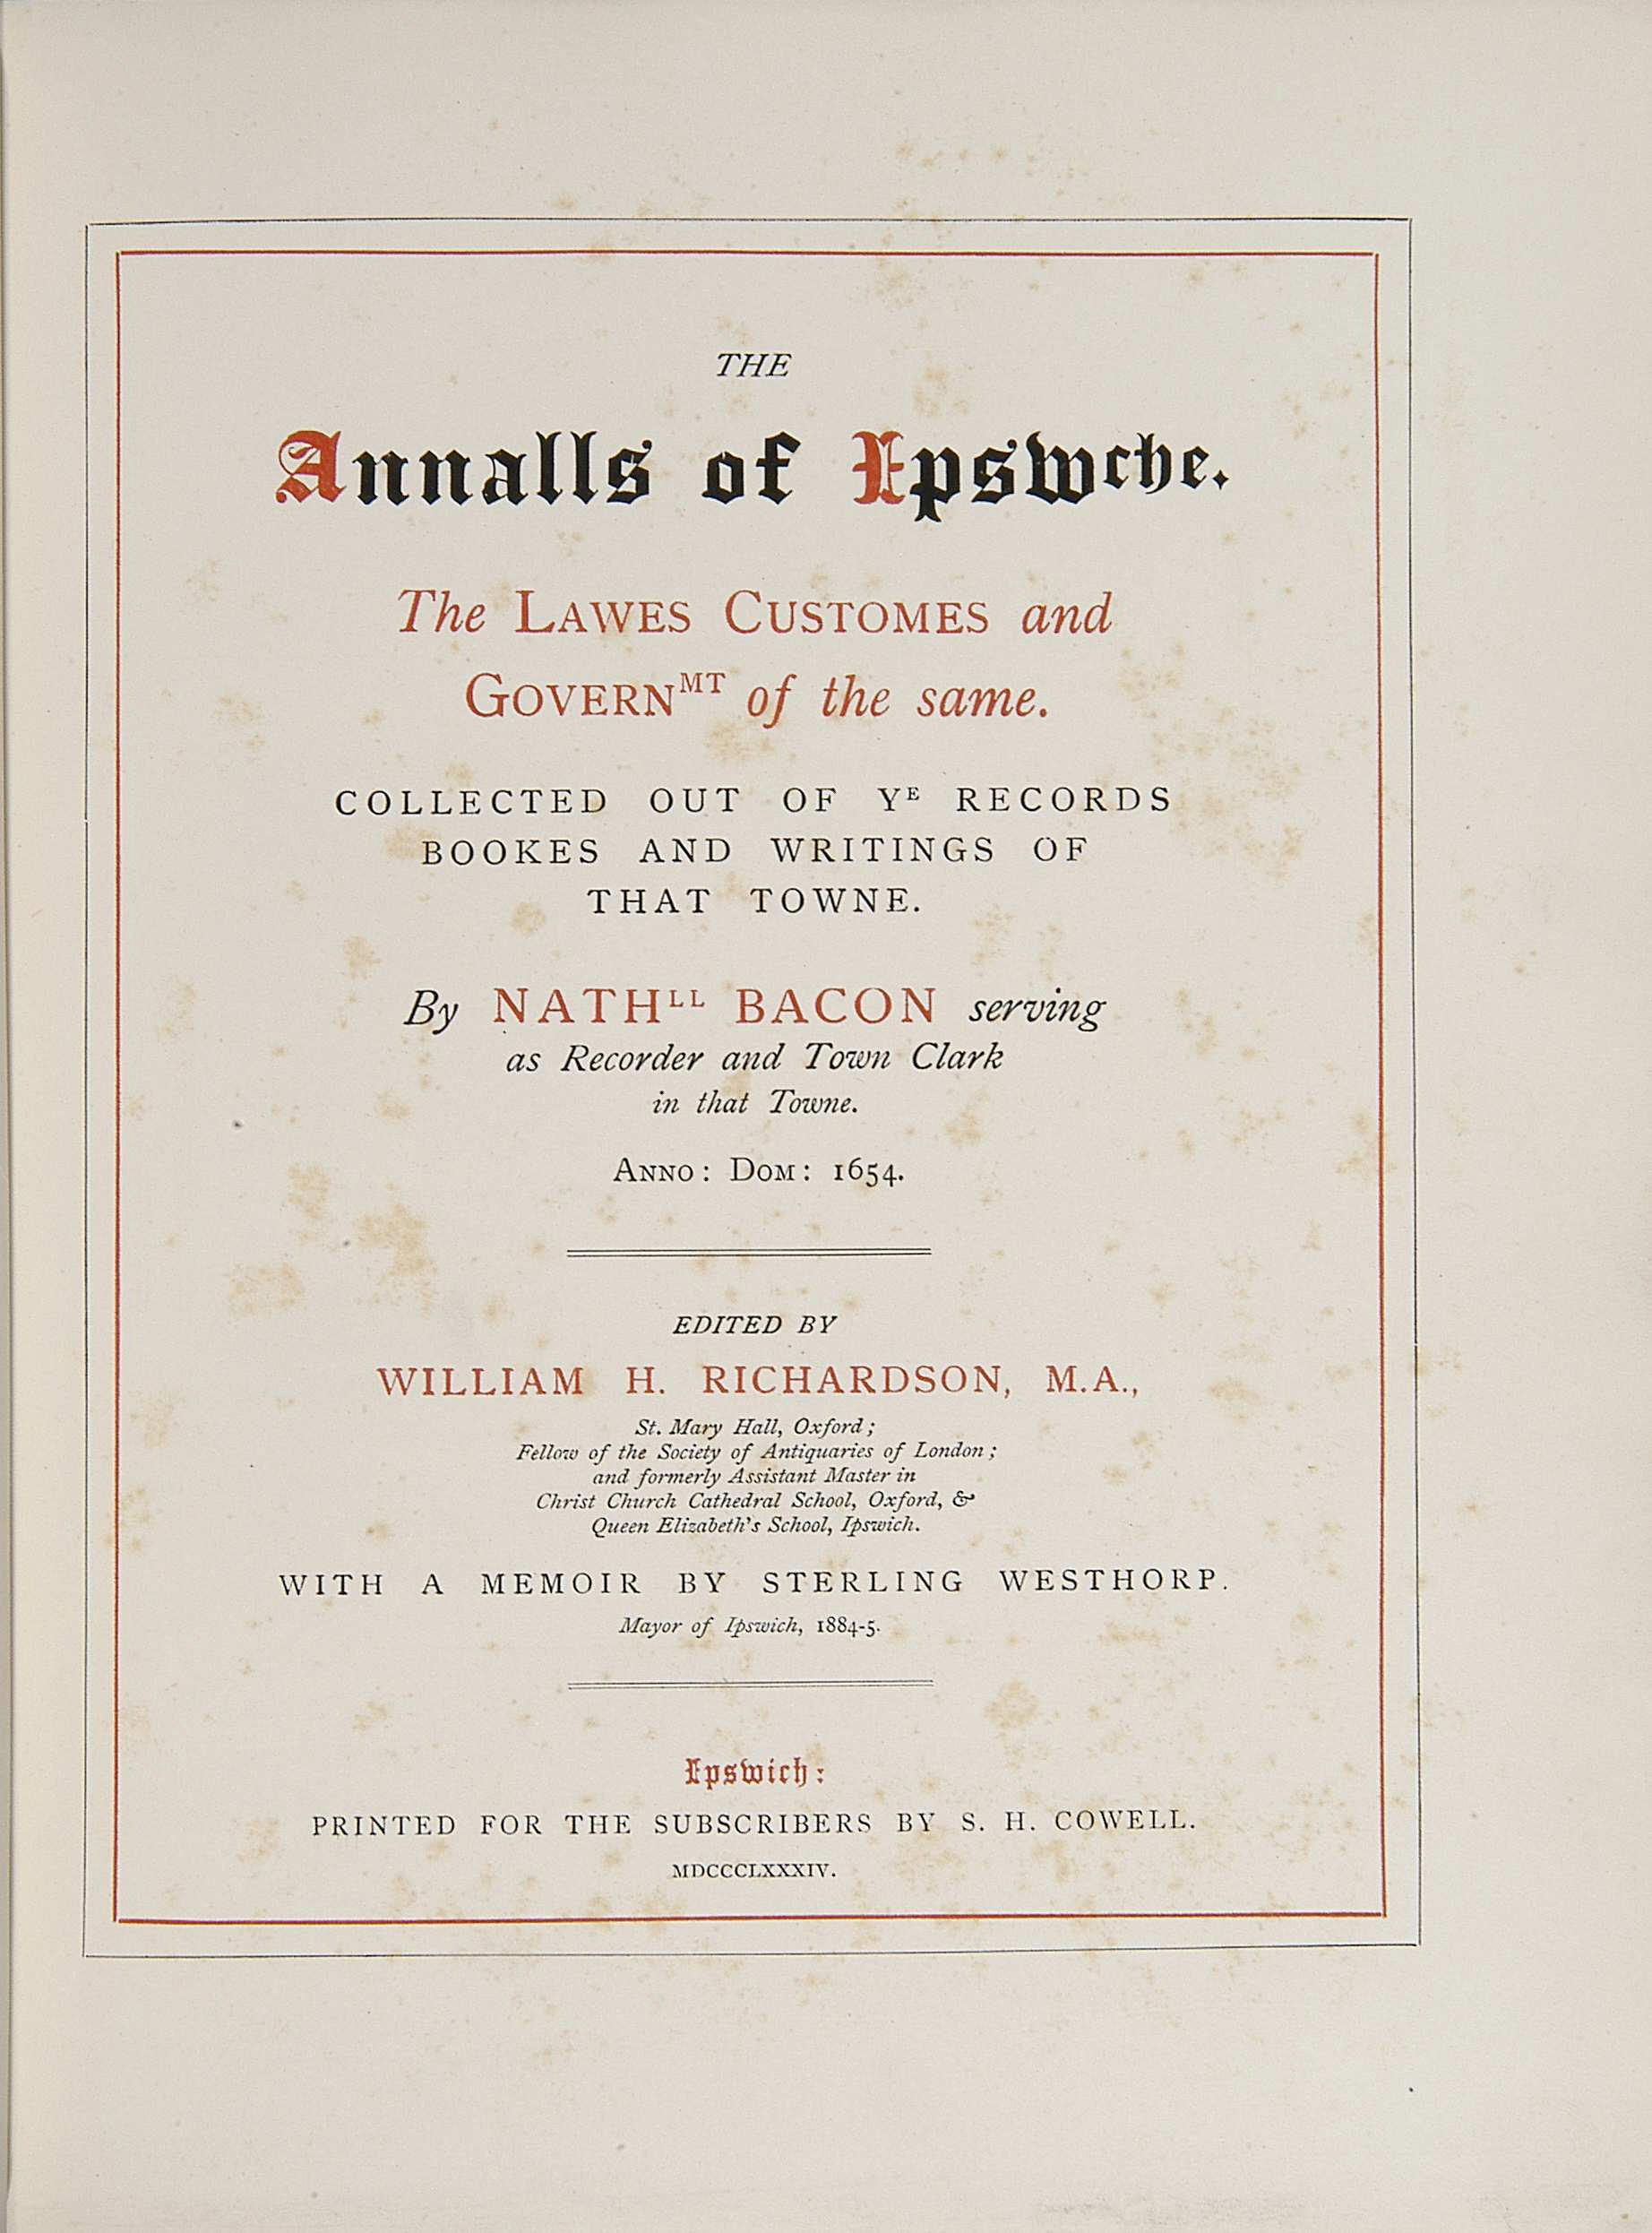 THE
Annalls of Ipswche.
The LAWES CUSTOMES and
GOVERNMT of the same.
COLLECTED OUT OF YE RECORDS
BOOKES AND WRITINGS OF
THAT TOWNE.
By NATHLL BACON serving
as Recorder and Town Clark
in that Towne.
ANNO: DOM: 1654.
EDITED BY
WILLIAM H. RICHARDSON, M.A.,
St. Mary Hall, Oxford;
Fellow of the Society of Antiquaries of London;
and formerly Assistant Master in
Christ Church Cathedral School, Oxford, &
Queen Elizabeth's School, Ipswich.
WITH A MEMOIR BY STERLING WESTHORP.
Mayor of Ipswich, 1884-5.
Ipswich:
PRINTED FOR THE SUBSCRIBERS BY S. H. COWELL.
MDCCCLXXXIV.